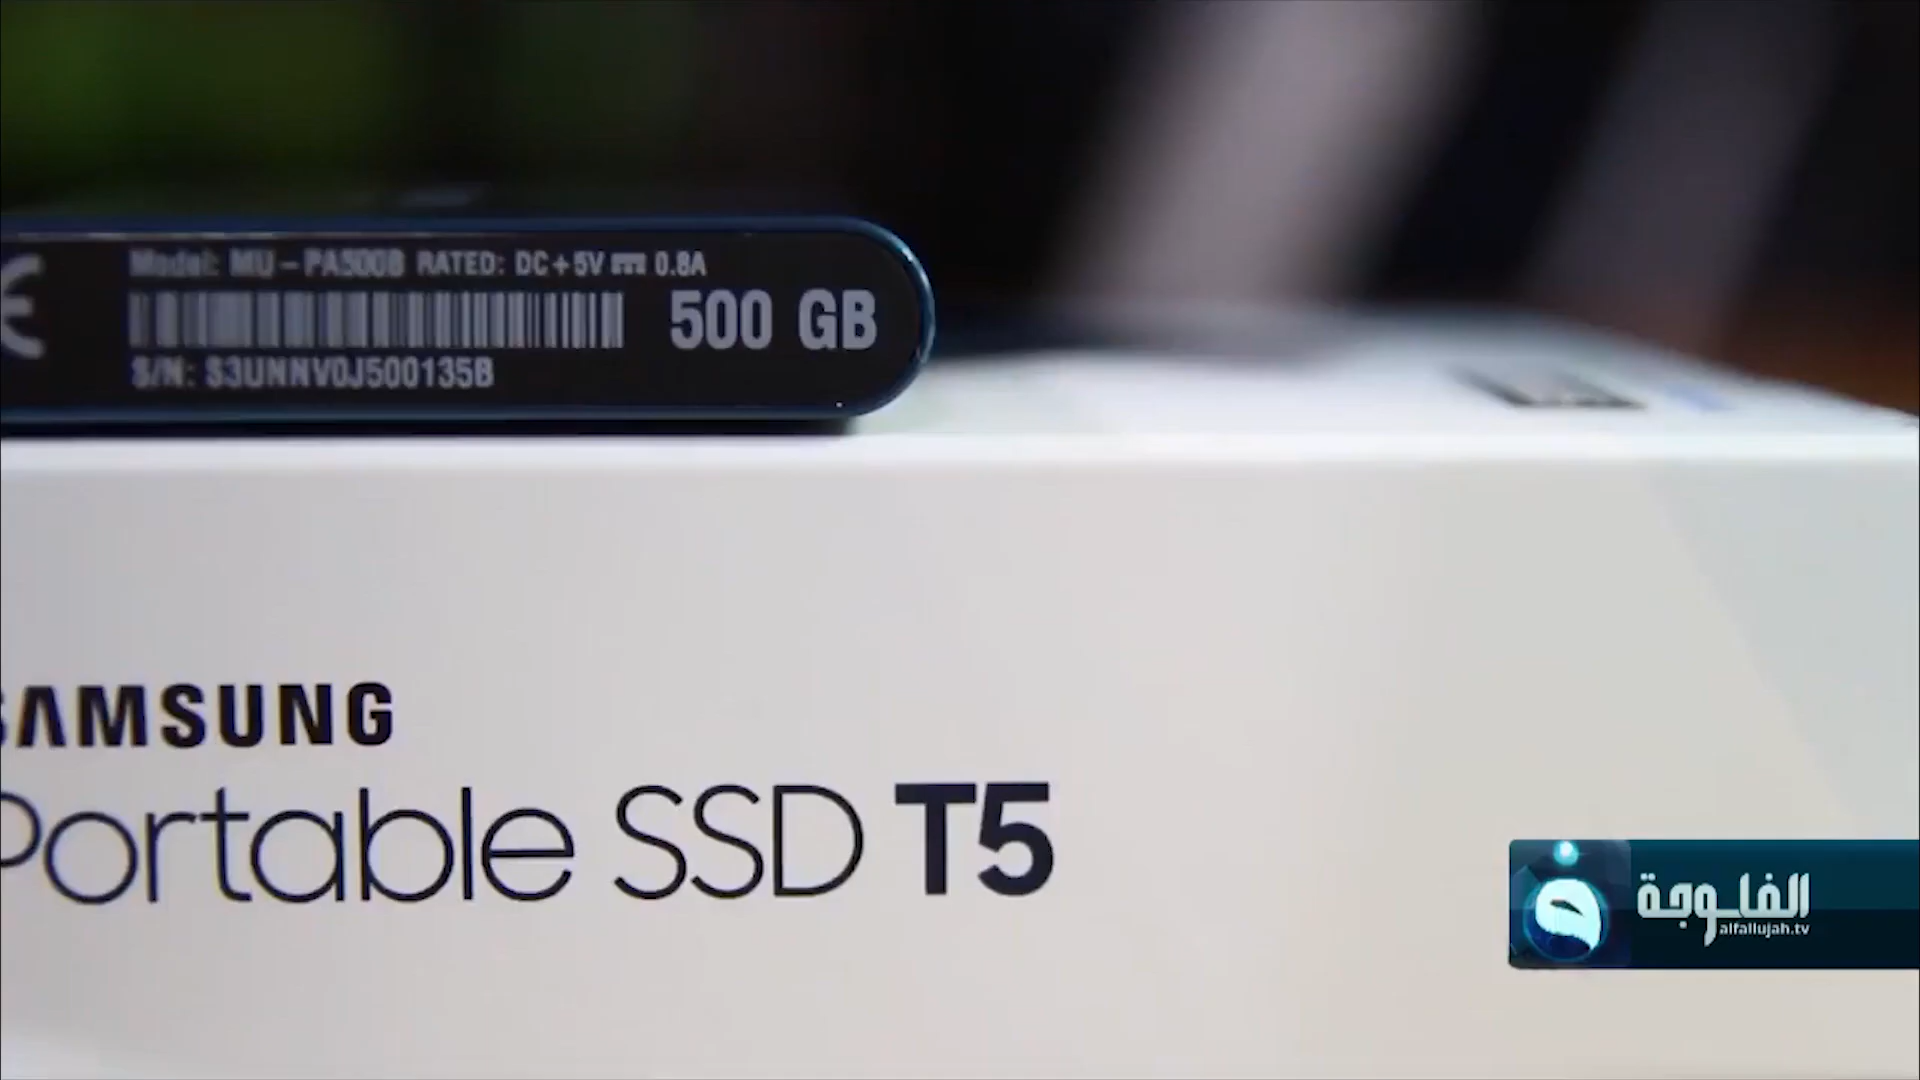 Model: MU-PA500B RATED: DC+5V ⎓ 0.8A
500 GB
S/N: S3UNNV0J500135B
SAMSUNG
Portable SSD T5
الفلوجة
alfallujah.tv